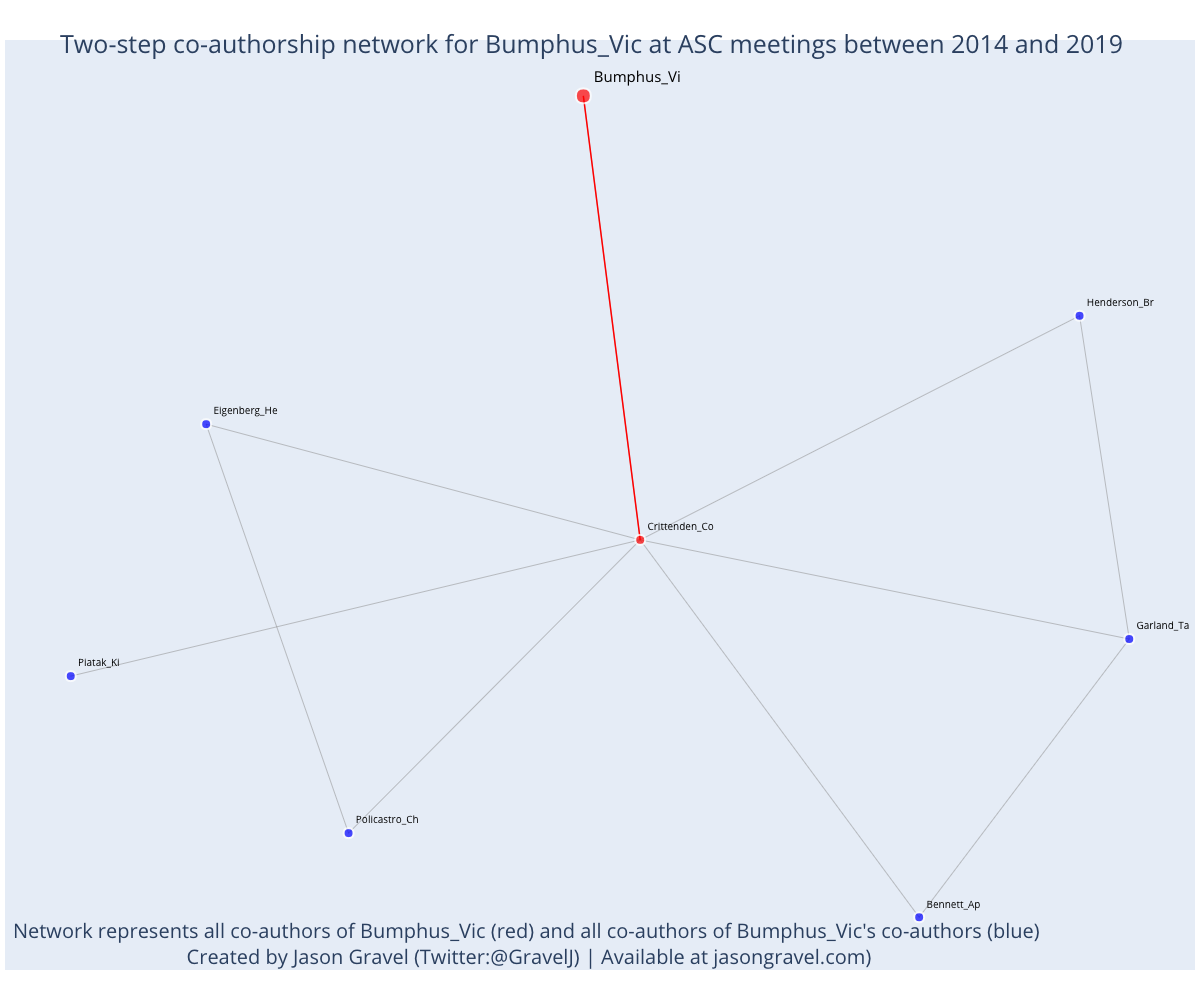 Two-step co-authorship network for Bumphus_Vic at ASC meetings between 2014 and 2019
Bumphus_Vi
Henderson_Br
Eigenberg_He
Crittenden_Co
Garland_Ta
Piatak_Ki
Policastro_Ch
Bennett_Ap
Network represents all co-authors of Bumphus_Vic (red) and all co-authors of Bumphus_Vic's co-authors (blue)
Created by Jason Gravel (Twitter:@GravelJ) | Available at jasongravel.com)